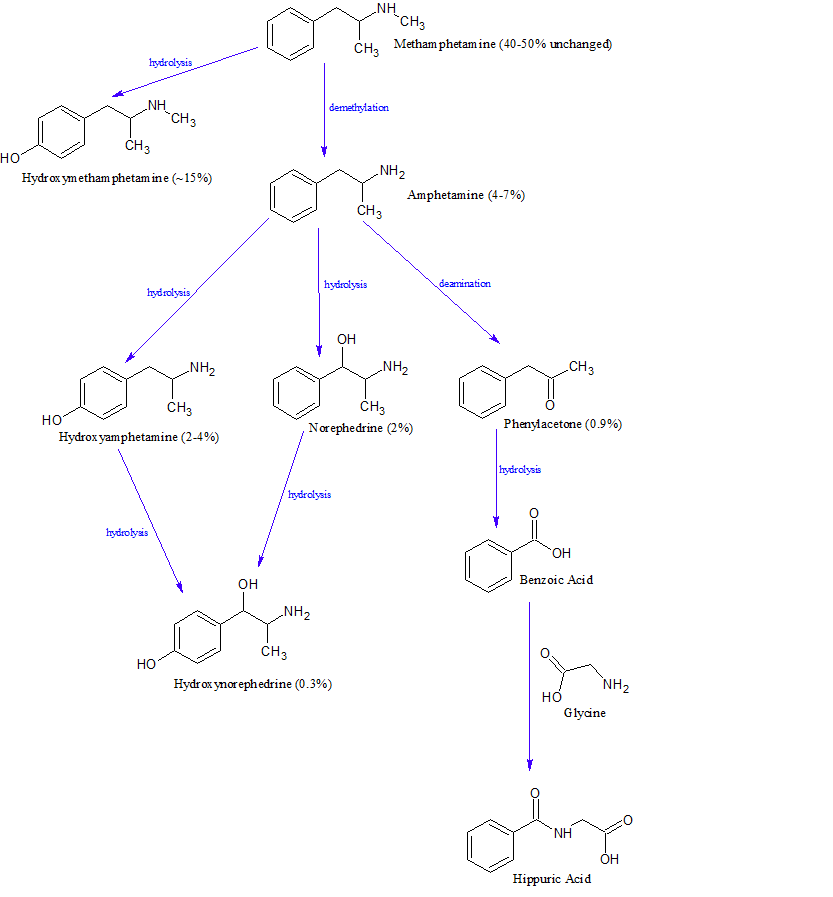 NH
CH3
CH3
Methamphetamine (40-50% unchanged)
hydrolysis
demethylation
NH
CH3
CH3
HO
Hydroxymethamphetamine (~15%)
NH2
CH3
Amphetamine (4-7%)
hydrolysis
hydrolysis
deamination
OH
NH2
CH3
HO
Hydroxyamphetamine (2-4%)
NH2
CH3
Norephedrine (2%)
CH3
O
Phenylacetone (0.9%)
hydrolysis
hydrolysis
hydrolysis
O
OH
Benzoic Acid
OH
NH2
CH3
HO
Hydroxynorephedrine (0.3%)
O
HO
NH2
Glycine
O
NH
O
OH
Hippuric Acid